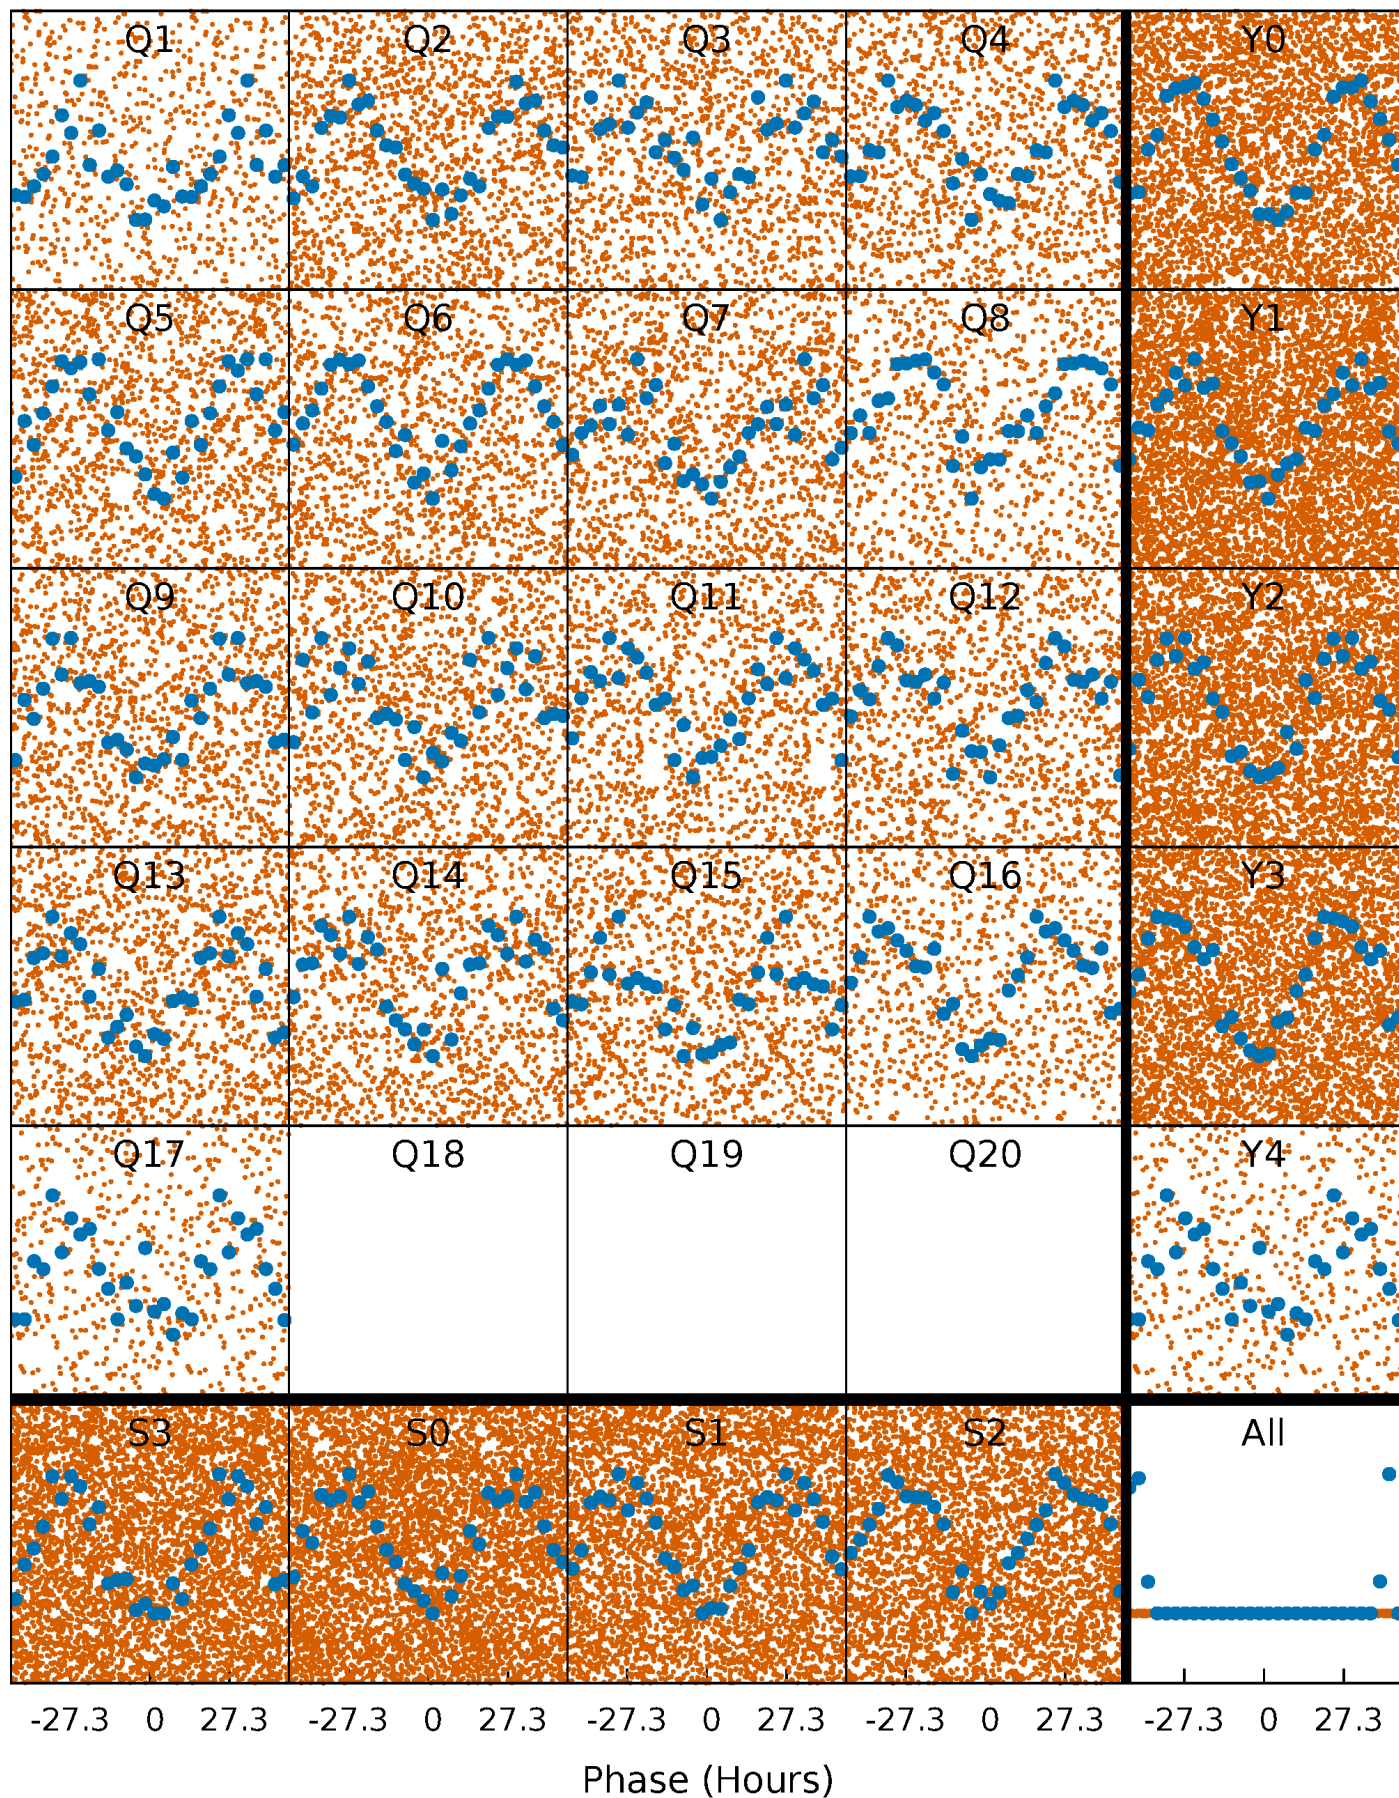 Q1 Q2 Q3 Q4 Y0
Q5 Q6 Q7 Q8 Y1
Q9 Q10 Q11 Q12 Y2
Q13 Q14 Q15 Q16 Y3
Q17 Q18 Q19 Q20 Y4
S3 S0 S1 S2 All
-27.3 0 27.3 -27.3 0 27.3 -27.3 0 27.3 -27.3 0 27.3 -27.3 0 27.3
Phase (Hours)